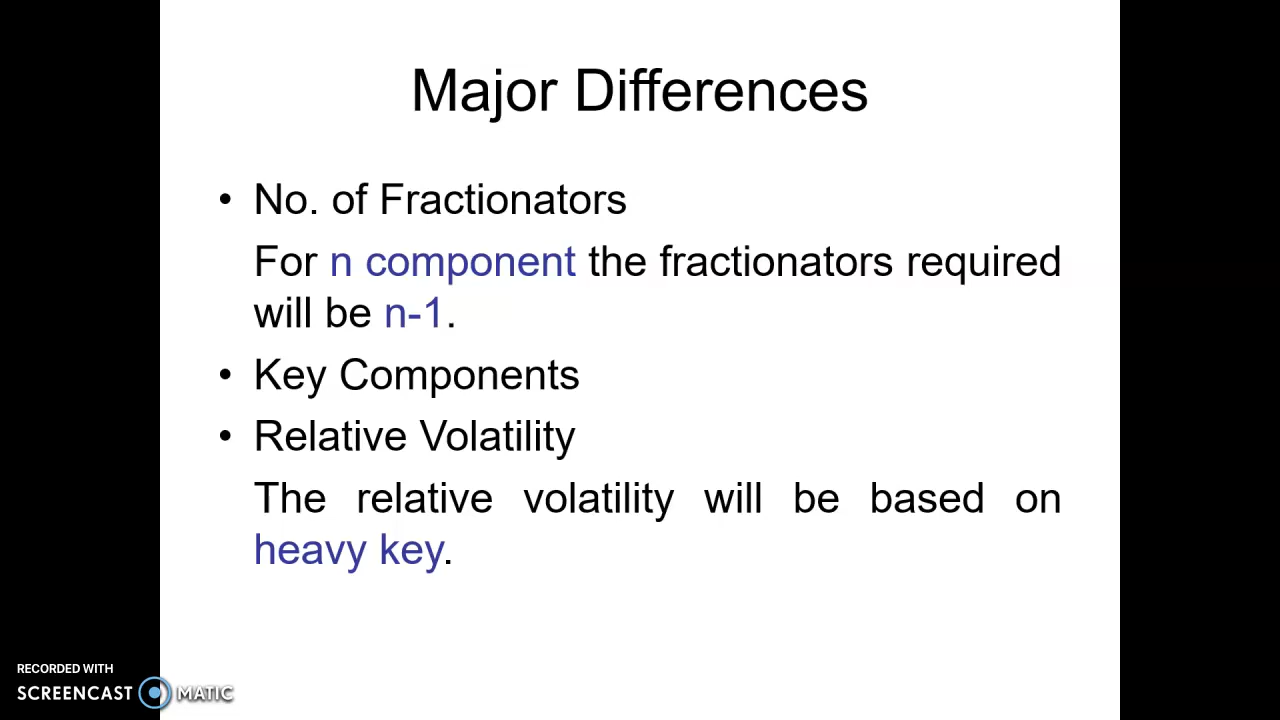 Major Differences
• No. of Fractionators
For n component the fractionators required
will be n-1.
• Key Components
• Relative Volatility
The relative volatility will be based on
heavy key.
RECORDED WITH
SCREENCAST MATIC